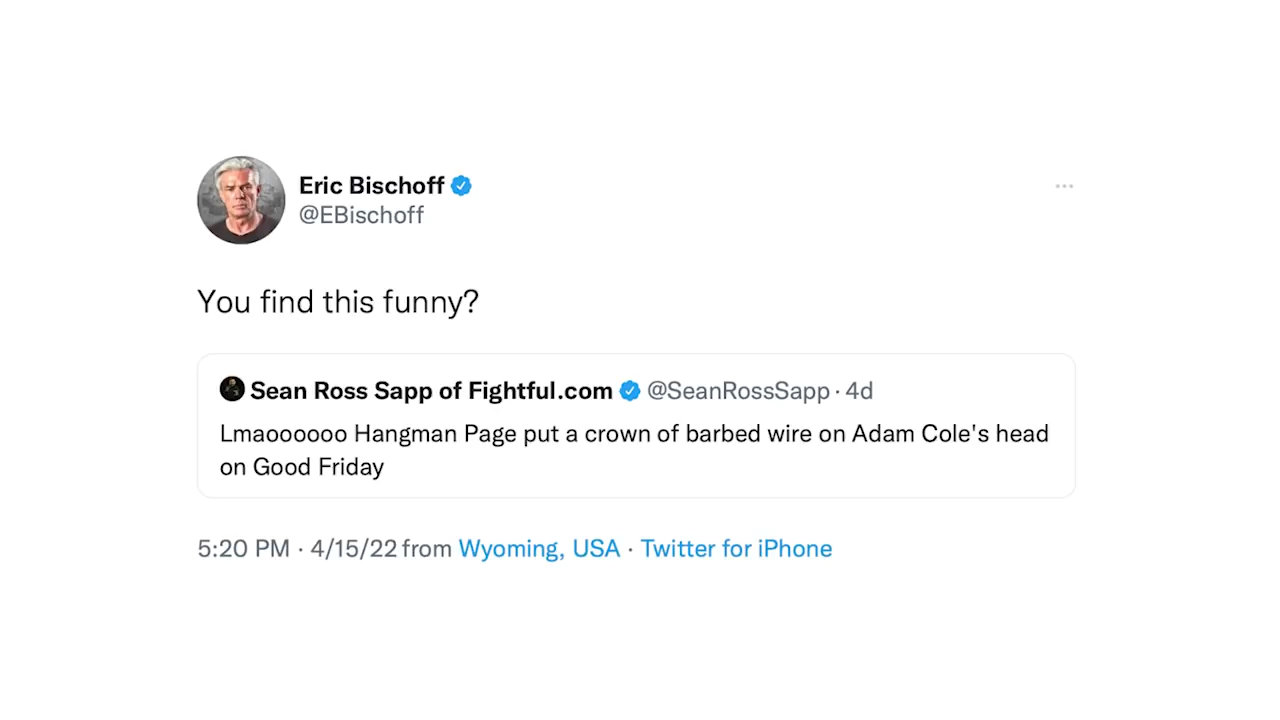 Eric Bischoff
@EBischoff
You find this funny?
Sean Ross Sapp of Fightful.com @SeanRossSapp · 4d
Lmaoooooo Hangman Page put a crown of barbed wire on Adam Cole's head
on Good Friday
5:20 PM · 4/15/22 from Wyoming, USA · Twitter for iPhone